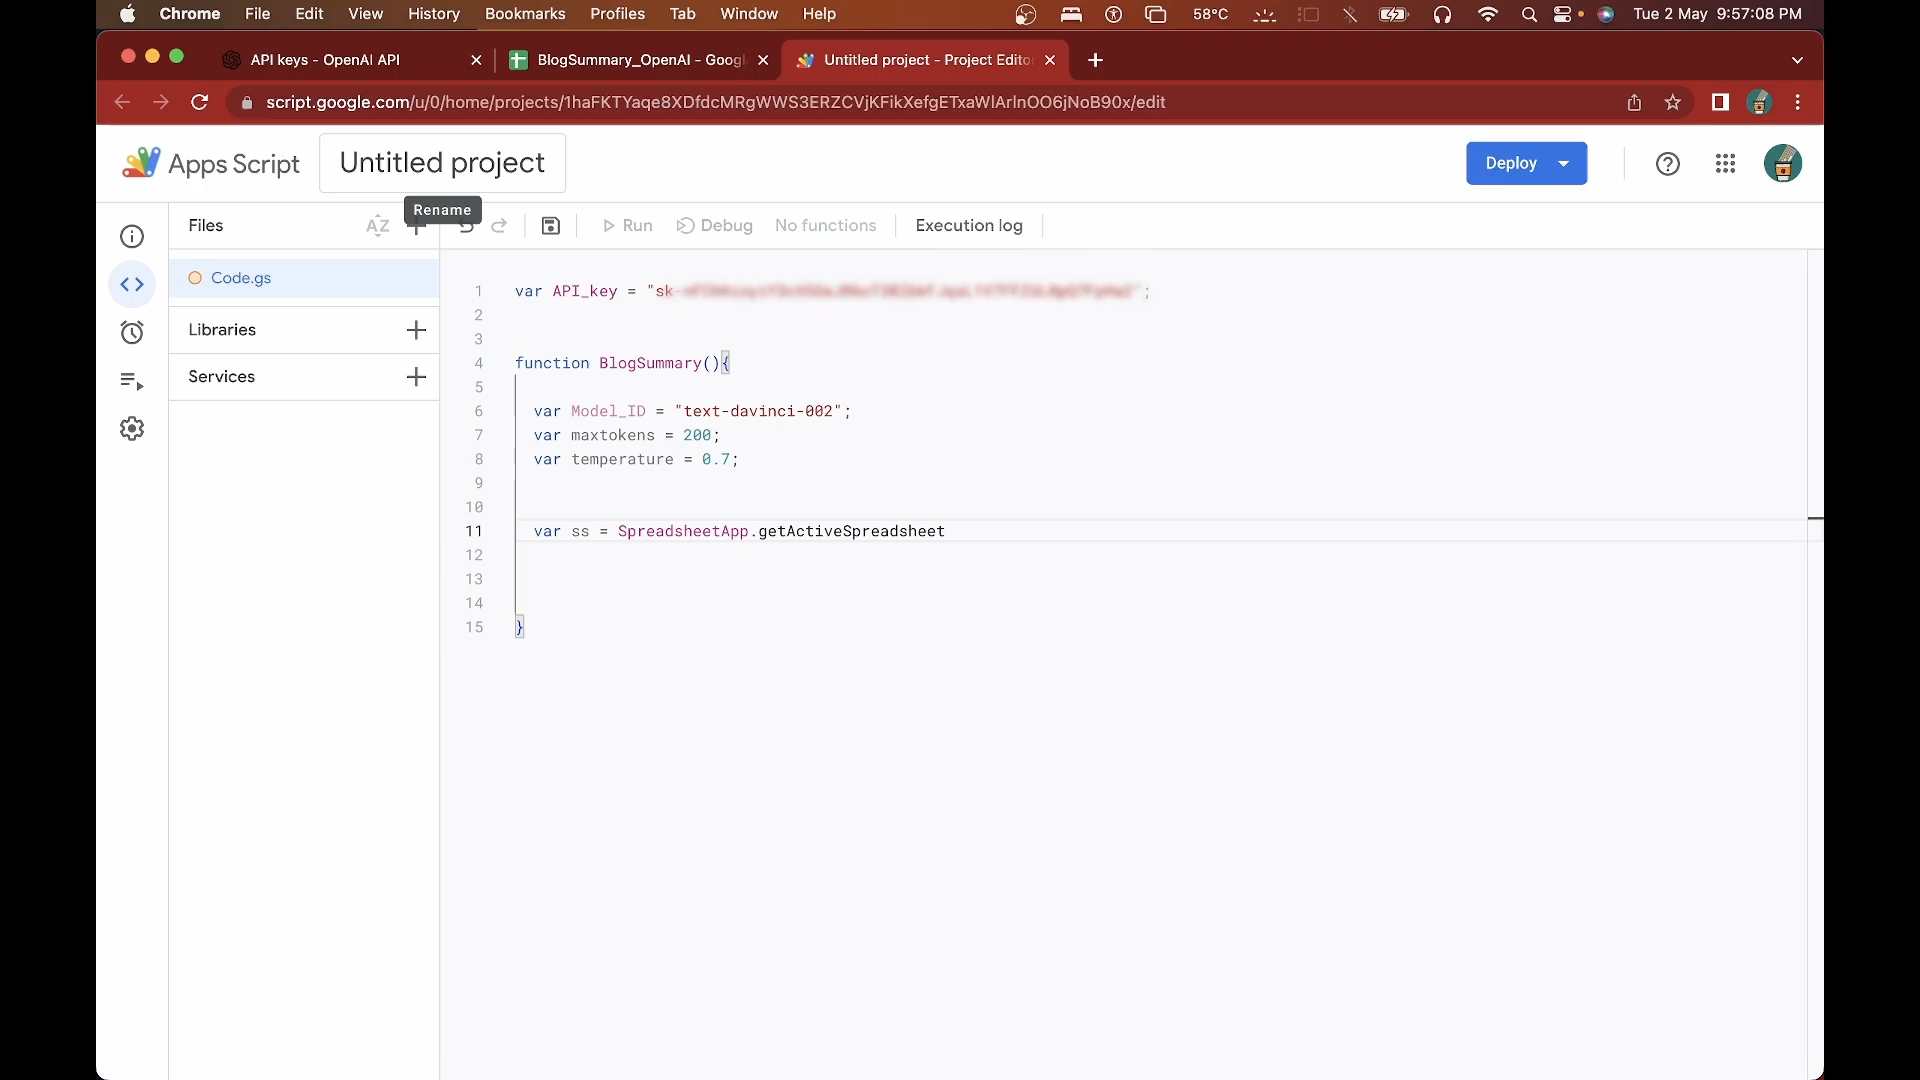 Chrome File Edit View History Bookmarks Profiles Tab Window Help 58°C Tue 2 May 9:57:08 PM
API keys - OpenAI API BlogSummary_OpenAI - Googl Untitled project - Project Edito
script.google.com/u/0/home/projects/1haFKTYaqe8XDfdcMRgWWS3ERZCVjKFikXefgETxaWlArlnOO6jNoB90x/edit
Apps Script Untitled project Deploy
Rename
Files AZ Run Debug No functions Execution log
Code.gs
Libraries
Services
1 var API_key = "sk-
2
3
4 function BlogSummary(){
5
6 var Model_ID = "text-davinci-002";
7 var maxtokens = 200;
8 var temperature = 0.7;
9
10
11 var ss = SpreadsheetApp.getActiveSpreadsheet
12
13
14
15 }